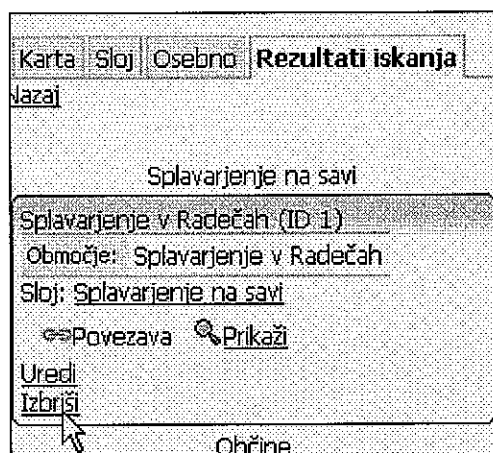 Karta Sloj Osebno Rezultati iskanja
Nazaj
Splavarjenje na savi
Splavarjenje v Radečah (ID 1)
Območje: Splavarjenje v Radečah
Sloj: Splavarjenje na savi
Povezava Prikaži
Uredi
Izbriši
Občine